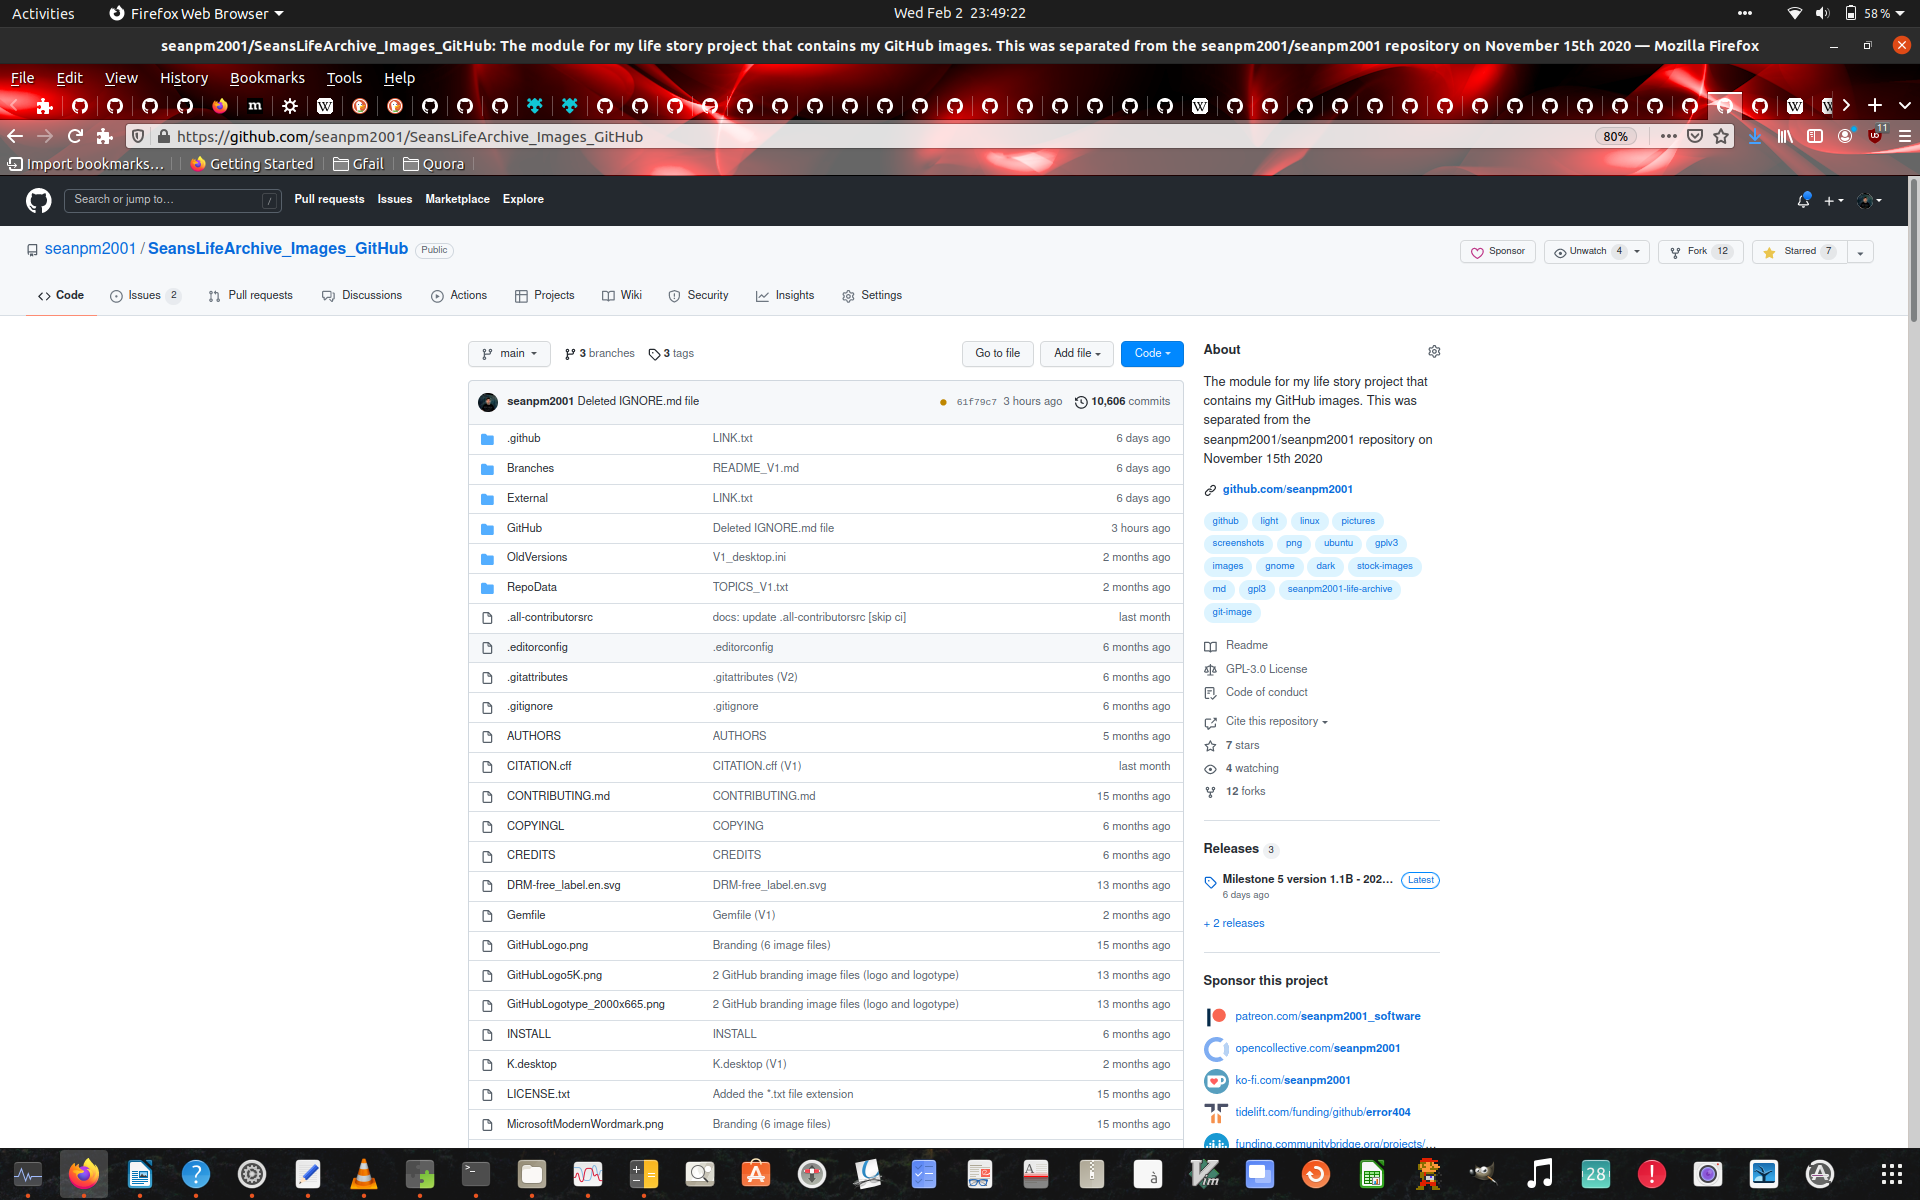 Activities
Firefox Web Browser
Wed Feb 2 23:49:22
58 %
seanpm2001/SeansLifeArchive_Images_GitHub: The module for my life story project that contains my GitHub images. This was separated from the seanpm2001/seanpm2001 repository on November 15th 2020 — Mozilla Firefox
File Edit View History Bookmarks Tools Help
https://github.com/seanpm2001/SeansLifeArchive_Images_GitHub
80%
11
Import bookmarks…
Getting Started
Gfail
Quora
Search or jump to…
/
Pull requests Issues Marketplace Explore
seanpm2001 / SeansLifeArchive_Images_GitHub Public
Sponsor
Unwatch 4
Fork 12
Starred 7
Code
Issues 2
Pull requests
Discussions
Actions
Projects
Wiki
Security
Insights
Settings
main
3 branches
3 tags
Go to file
Add file
Code
seanpm2001 Deleted IGNORE.md file 61f79c7 3 hours ago 10,606 commits
.github LINK.txt 6 days ago
Branches README_V1.md 6 days ago
External LINK.txt 6 days ago
GitHub Deleted IGNORE.md file 3 hours ago
OldVersions V1_desktop.ini 2 months ago
RepoData TOPICS_V1.txt 2 months ago
.all-contributorsrc docs: update .all-contributorsrc [skip ci] last month
.editorconfig .editorconfig 6 months ago
.gitattributes .gitattributes (V2) 6 months ago
.gitignore .gitignore 6 months ago
AUTHORS AUTHORS 5 months ago
CITATION.cff CITATION.cff (V1) last month
CONTRIBUTING.md CONTRIBUTING.md 15 months ago
COPYINGL COPYING 6 months ago
CREDITS CREDITS 6 months ago
DRM-free_label.en.svg DRM-free_label.en.svg 13 months ago
Gemfile Gemfile (V1) 2 months ago
GitHubLogo.png Branding (6 image files) 15 months ago
GitHubLogo5K.png 2 GitHub branding image files (logo and logotype) 13 months ago
GitHubLogotype_2000x665.png 2 GitHub branding image files (logo and logotype) 13 months ago
INSTALL INSTALL 6 months ago
K.desktop K.desktop (V1) 2 months ago
LICENSE.txt Added the *.txt file extension 15 months ago
MicrosoftModernWordmark.png Branding (6 image files) 15 months ago
About
The module for my life story project that
contains my GitHub images. This was
separated from the
seanpm2001/seanpm2001 repository on
November 15th 2020
github.com/seanpm2001
github light linux pictures
screenshots png ubuntu gplv3
images gnome dark stock-images
md gpl3 seanpm2001-life-archive
git-image
Readme
GPL-3.0 License
Code of conduct
Cite this repository
7 stars
4 watching
12 forks
Releases 3
Milestone 5 version 1.1B - 202… Latest
6 days ago
+ 2 releases
Sponsor this project
patreon.com/seanpm2001_software
opencollective.com/seanpm2001
ko-fi.com/seanpm2001
tidelift.com/funding/github/error404
funding.communitybridge.org/projects/…
28